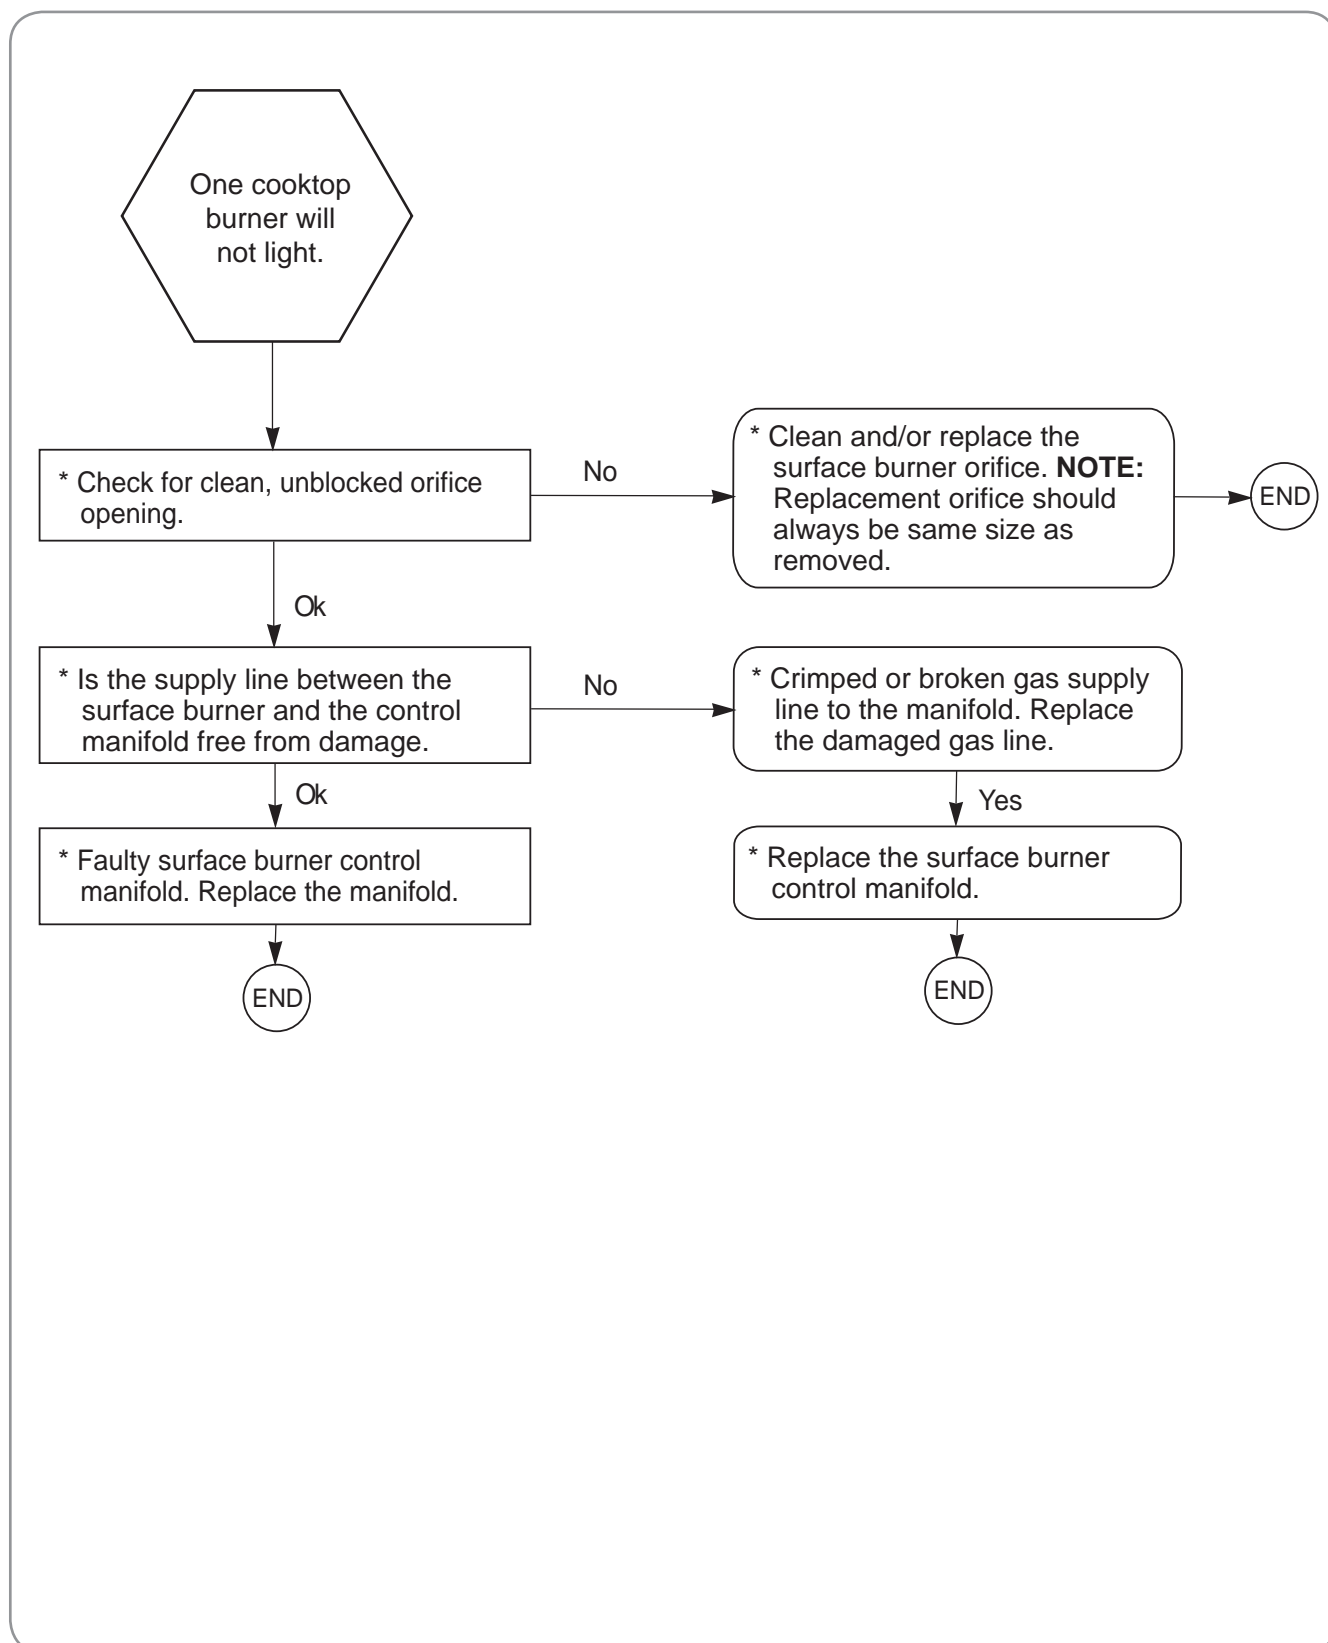 One cooktop
burner will
not light.
* Check for clean, unblocked orifice
opening.
No
* Clean and/or replace the
surface burner orifice. NOTE:
Replacement orifice should
always be same size as
removed.
END
Ok
* Is the supply line between the
surface burner and the control
manifold free from damage.
No
* Crimped or broken gas supply
line to the manifold. Replace
the damaged gas line.
Ok
Yes
* Faulty surface burner control
manifold. Replace the manifold.
* Replace the surface burner
control manifold.
END
END